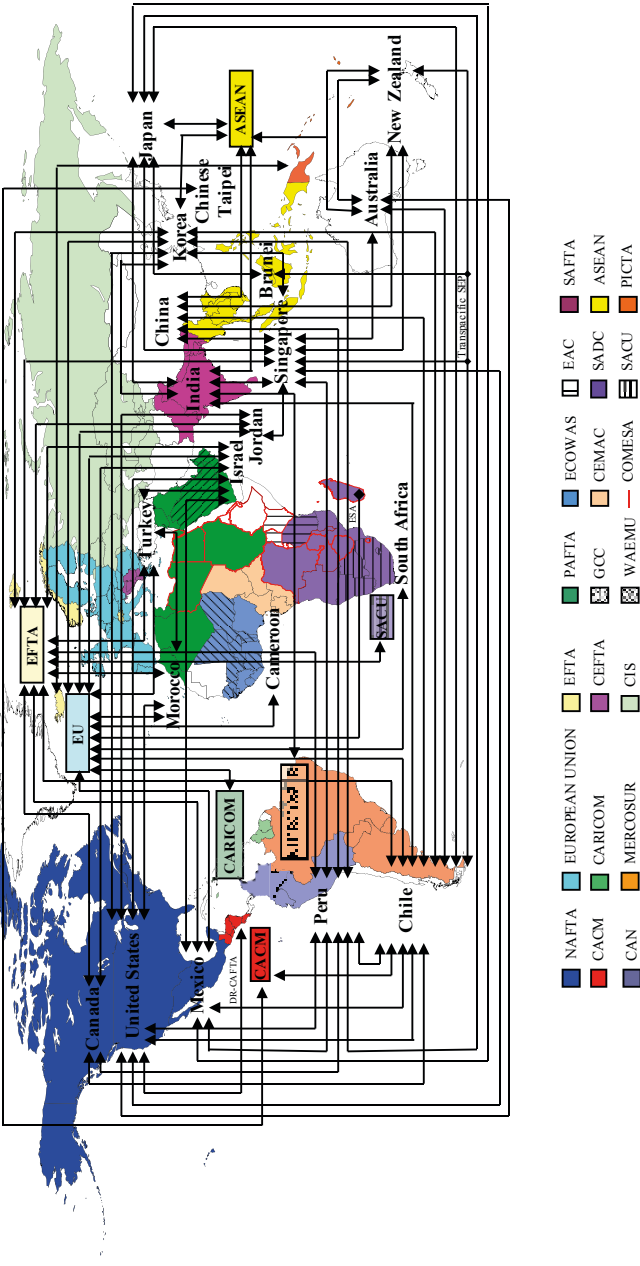 Canada
United States
Mexico
DR-CAFTA
CACM
CARICOM
Peru
Chile
EFTA
EU
Morocco
Cameroon
Turkey
Israel
Jordan
SACU
ESA
South Africa
India
China
Singapore
Brunei
Korea
Chinese
Taipei
Japan
ASEAN
Australia
New Zealand
Transpacific SEP
NAFTA
EUROPEAN UNION
EFTA
PAFTA
ECOWAS
EAC
SAFTA
CACM
CARICOM
CEFTA
GCC
CEMAC
SADC
ASEAN
CAN
MERCOSUR
CIS
WAEMU
COMESA
SACU
PICTA